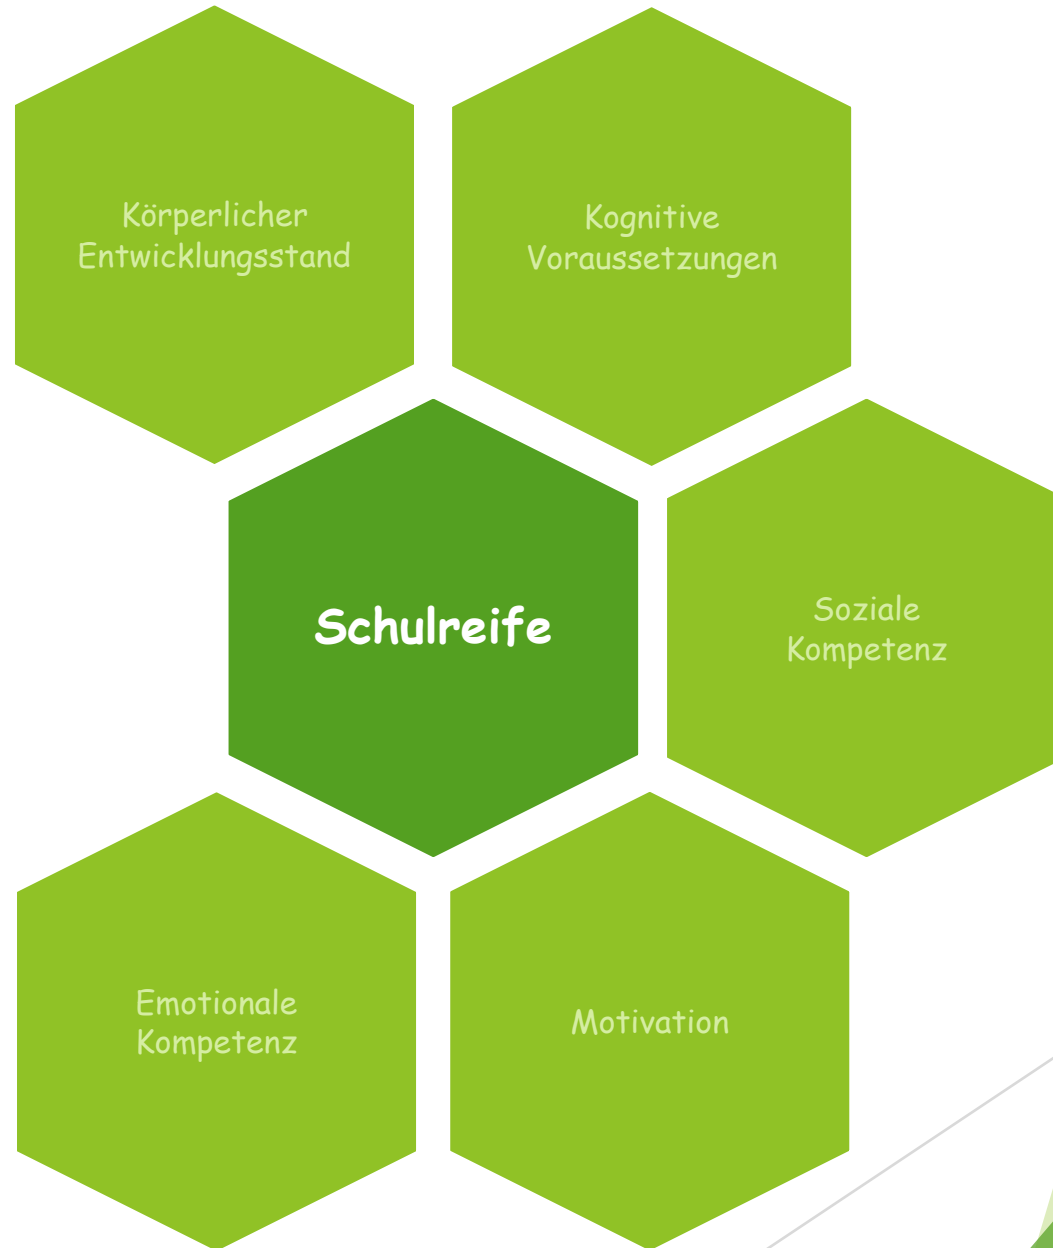 Körperlicher
Entwicklungsstand
Kognitive
Voraussetzungen
Schulreife
Soziale
Kompetenz
Emotionale
Kompetenz
Motivation